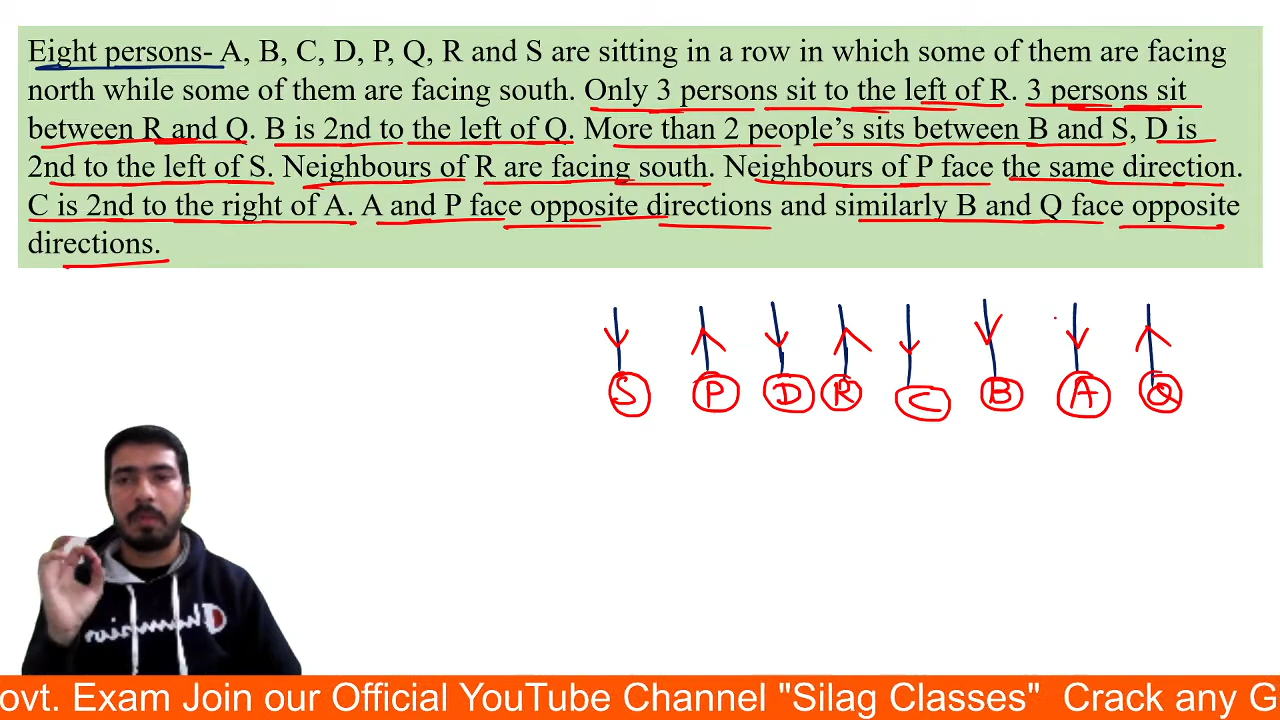 Eight persons- A, B, C, D, P, Q, R and S are sitting in a row in which some of them are facing
north while some of them are facing south. Only 3 persons sit to the left of R. 3 persons sit
between R and Q. B is 2nd to the left of Q. More than 2 people's sits between B and S, D is
2nd to the left of S. Neighbours of R are facing south. Neighbours of P face the same direction.
C is 2nd to the right of A. A and P face opposite directions and similarly B and Q face opposite
directions.
S P D R C B A Q
Champion
ovt. Exam Join our Official YouTube Channel "Silag Classes" Crack any G